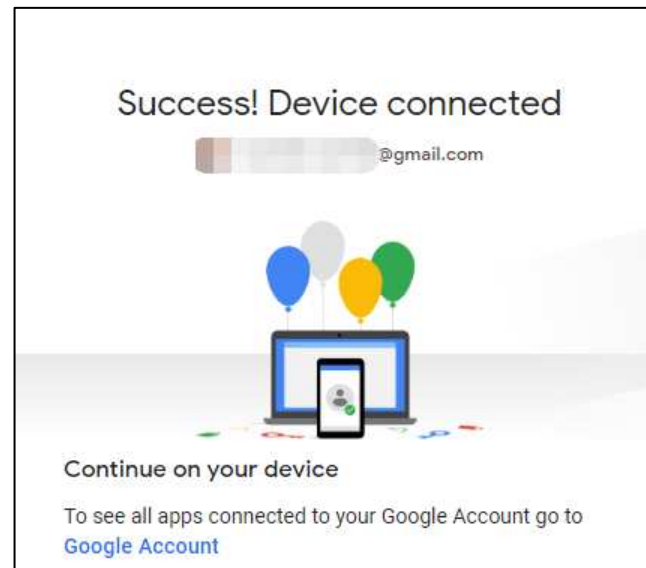 Success! Device connected
@gmail.com
Continue on your device
To see all apps connected to your Google Account go to
Google Account